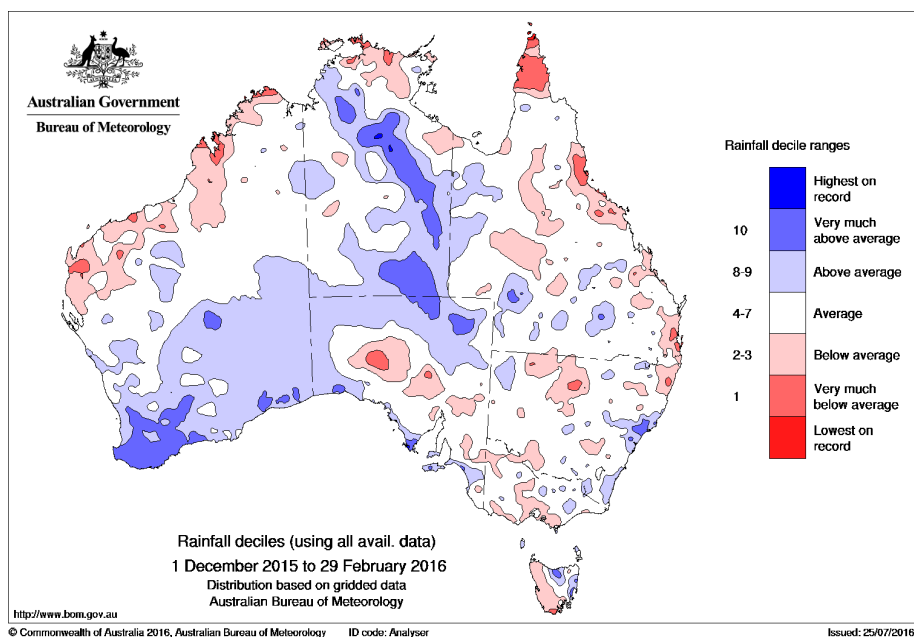 Australian Government
Bureau of Meteorology
Rainfall decile ranges
Highest on
record
10
Very much
above average
8-9
Above average
4-7
Average
2-3
Below average
1
Very much
below average
Lowest on
record
Rainfall deciles (using all avail. data)
1 December 2015 to 29 February 2016
Distribution based on gridded data
Australian Bureau of Meteorology
http://www.bom.gov.au
© Commonwealth of Australia 2016, Australian Bureau of Meteorology
ID code: Analyser
Issued: 25/07/2016